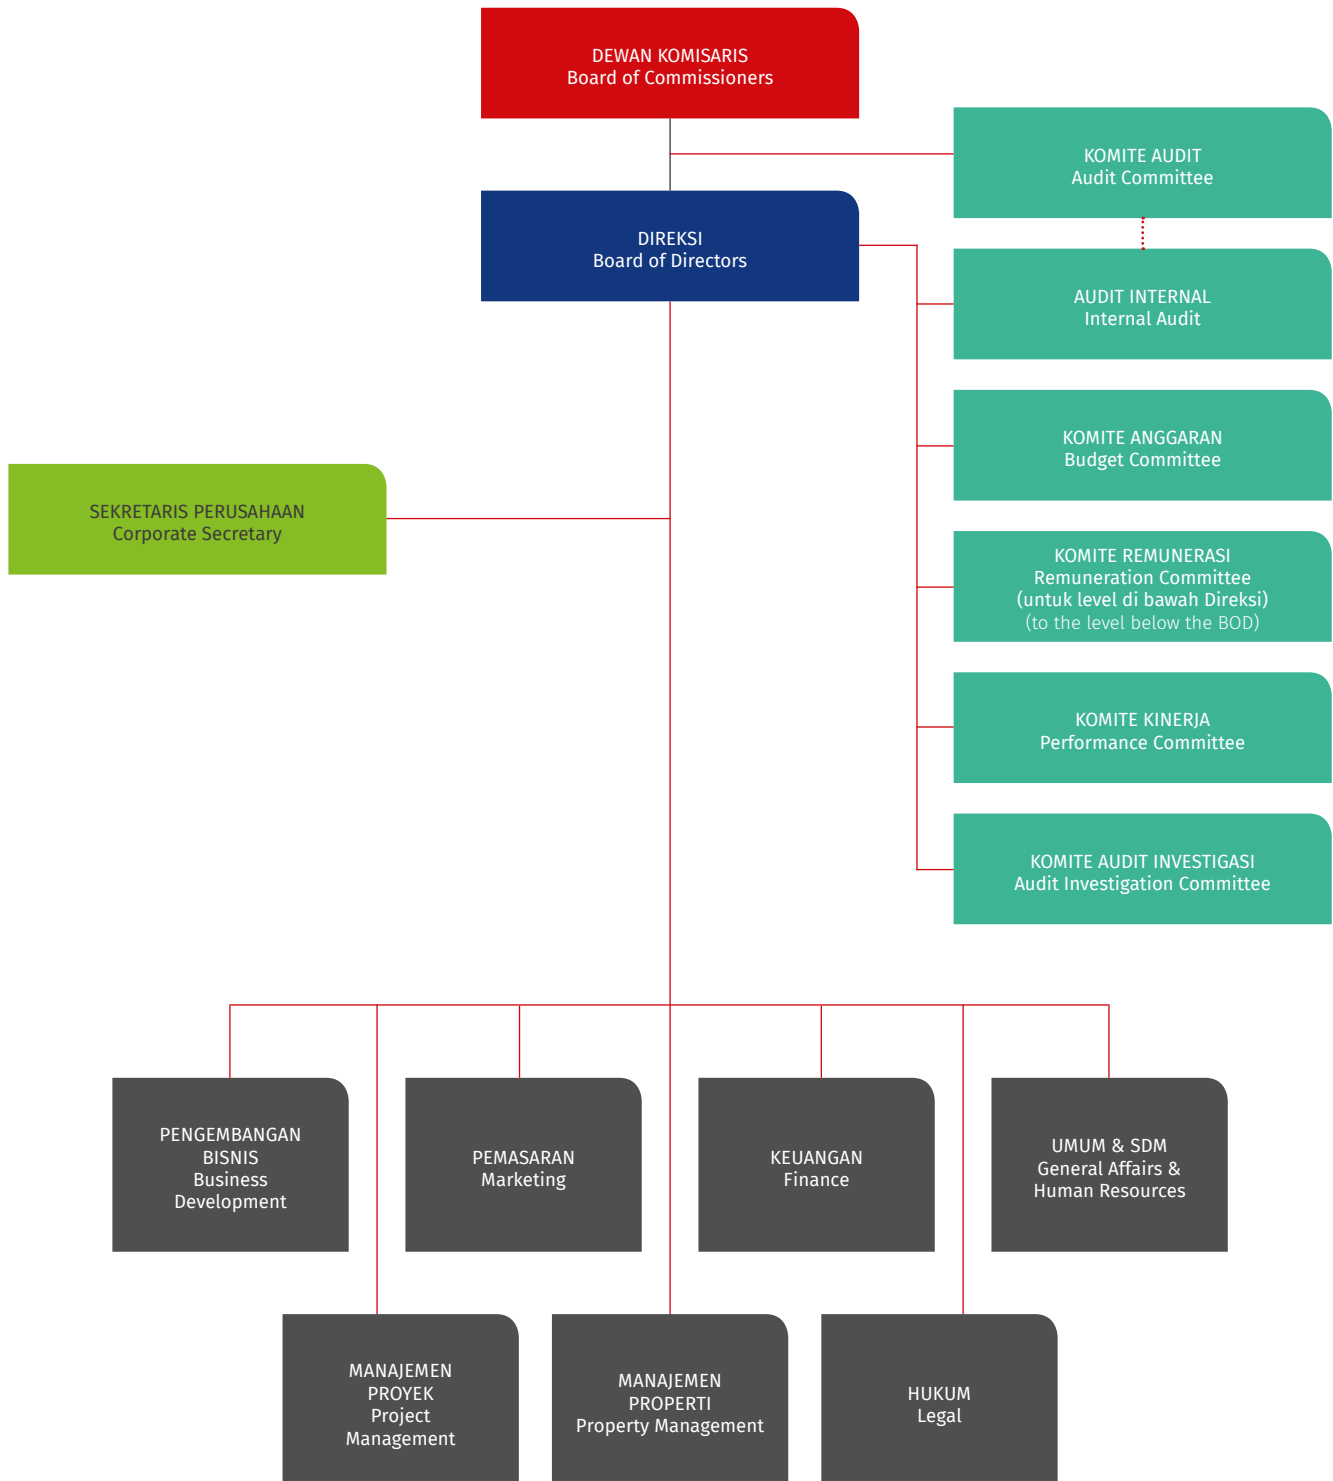 DEWAN KOMISARIS
Board of Commissioners
KOMITE AUDIT
Audit Committee
DIREKSI
Board of Directors
AUDIT INTERNAL
Internal Audit
KOMITE ANGGARAN
Budget Committee
SEKRETARIS PERUSAHAAN
Corporate Secretary
KOMITE REMUNERASI
Remuneration Committee
(untuk level di bawah Direksi)
(to the level below the BOD)
KOMITE KINERJA
Performance Committee
KOMITE AUDIT INVESTIGASI
Audit Investigation Committee
PENGEMBANGAN
BISNIS
Business
Development
PEMASARAN
Marketing
KEUANGAN
Finance
UMUM & SDM
General Affairs &
Human Resources
MANAJEMEN
PROYEK
Project
Management
MANAJEMEN
PROPERTI
Property Management
HUKUM
Legal